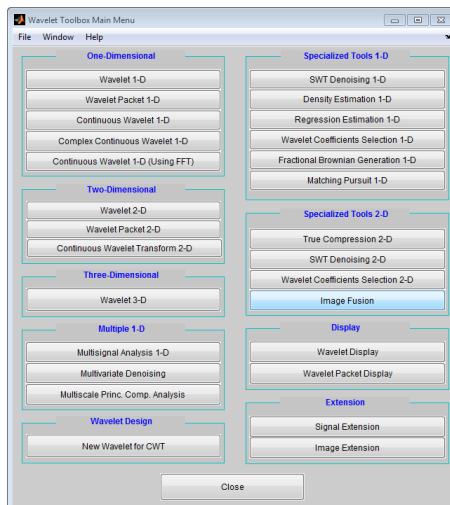 Wavelet Toolbox Main Menu
File Window Help
One-Dimensional
Wavelet 1-D
Wavelet Packet 1-D
Continuous Wavelet 1-D
Complex Continuous Wavelet 1-D
Continuous Wavelet 1-D (Using FFT)
Two-Dimensional
Wavelet 2-D
Wavelet Packet 2-D
Continuous Wavelet Transform 2-D
Three-Dimensional
Wavelet 3-D
Multiple 1-D
Multisignal Analysis 1-D
Multivariate Denoising
Multiscale Princ. Comp. Analysis
Wavelet Design
New Wavelet for CWT
Specialized Tools 1-D
SWT Denoising 1-D
Density Estimation 1-D
Regression Estimation 1-D
Wavelet Coefficients Selection 1-D
Fractional Brownian Generation 1-D
Matching Pursuit 1-D
Specialized Tools 2-D
True Compression 2-D
SWT Denoising 2-D
Wavelet Coefficients Selection 2-D
Image Fusion
Display
Wavelet Display
Wavelet Packet Display
Extension
Signal Extension
Image Extension
Close